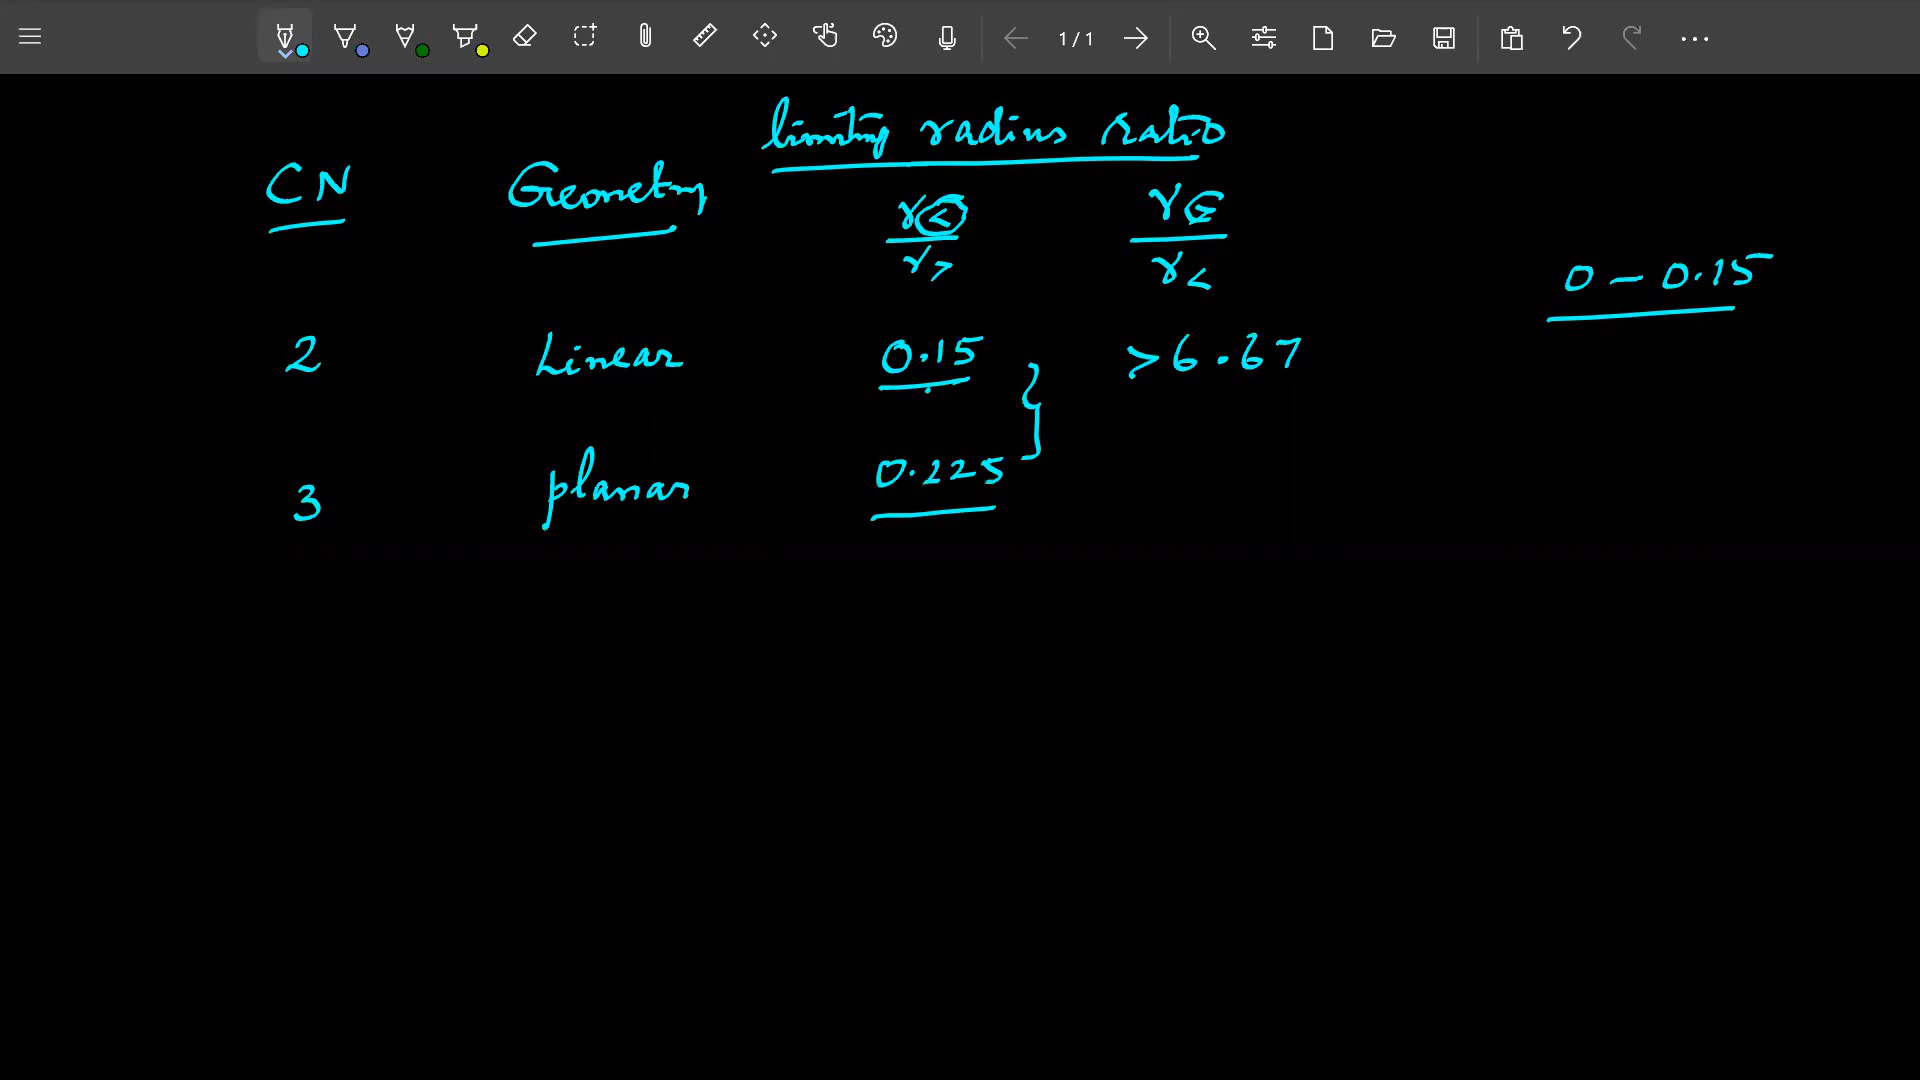 1 / 1
limiting radius ratio
CN Geometry r< / r> r> / r<
0 – 0.15
2 Linear 0.15 > 6.67
3 planar 0.225